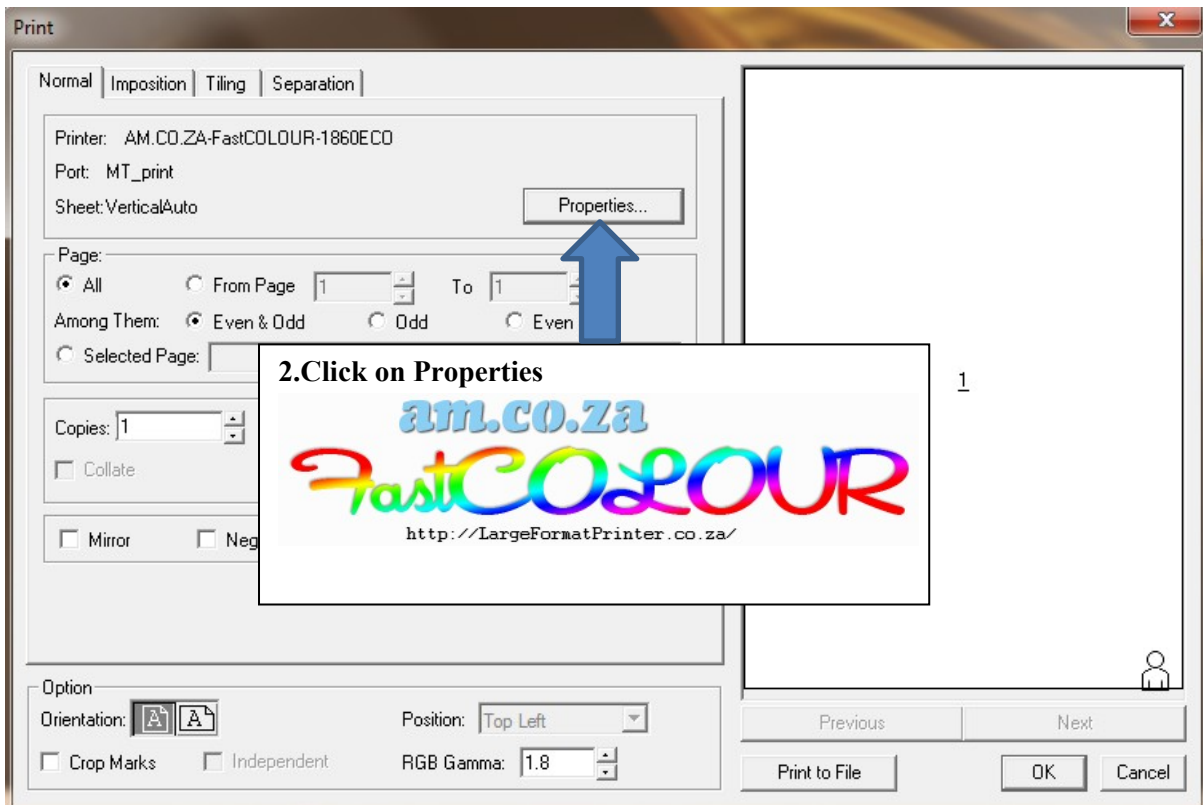 Print
Normal Imposition Tiling Separation
Printer: AM.CO.ZA-FastCOLOUR-1860ECO
Port: MT_print
Sheet:VerticalAuto
Properties...
Page:
All From Page 1 To 1
Among Them: Even & Odd Odd Even
Selected Page:
2.Click on Properties
am.co.za
FastCOLOUR
http://LargeFormatPrinter.co.za/
Copies: 1
Collate
Mirror Neg
1
Option
Orientation: A A Position: Top Left
Crop Marks Independent RGB Gamma: 1.8
Previous Next
Print to File OK Cancel